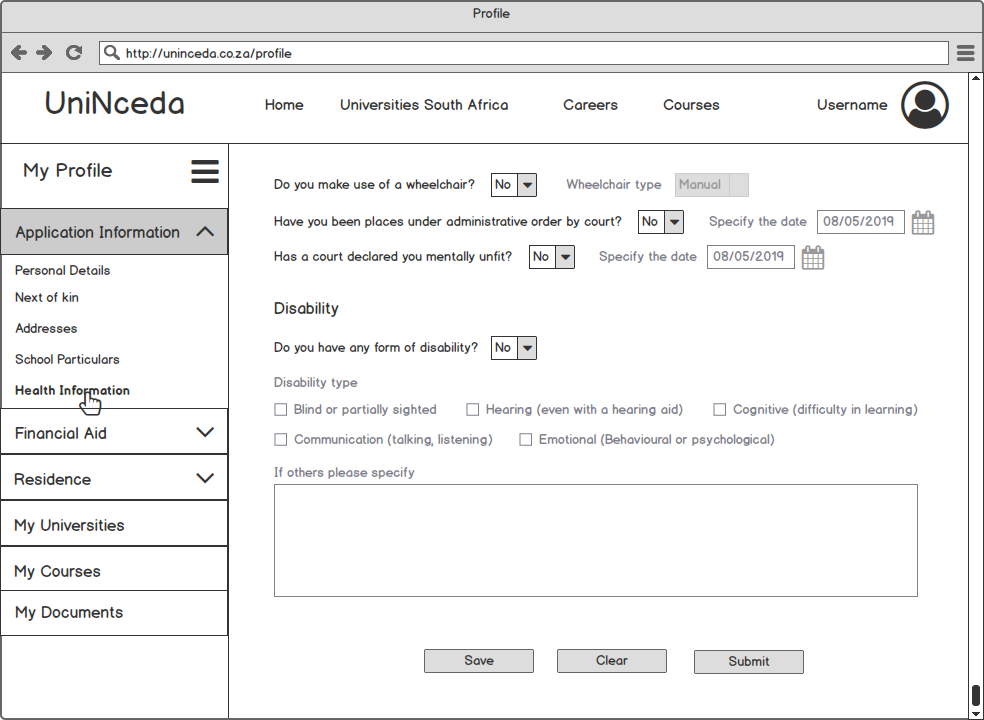 Profile
http://uninceda.co.za/profile
UniNceda Home Universities South Africa Careers Courses Username
My Profile
Application Information
Personal Details
Next of kin
Addresses
School Particulars
Health Information
Financial Aid
Residence
My Universities
My Courses
My Documents
Do you make use of a wheelchair? No Wheelchair type Manual
Have you been places under administrative order by court? No Specify the date 08/05/2019
Has a court declared you mentally unfit? No Specify the date 08/05/2019
Disability
Do you have any form of disability? No
Disability type
Blind or partially sighted Hearing (even with a hearing aid) Cognitive (difficulty in learning)
Communication (talking, listening) Emotional (Behavioural or psychological)
If others please specify
Save Clear Submit